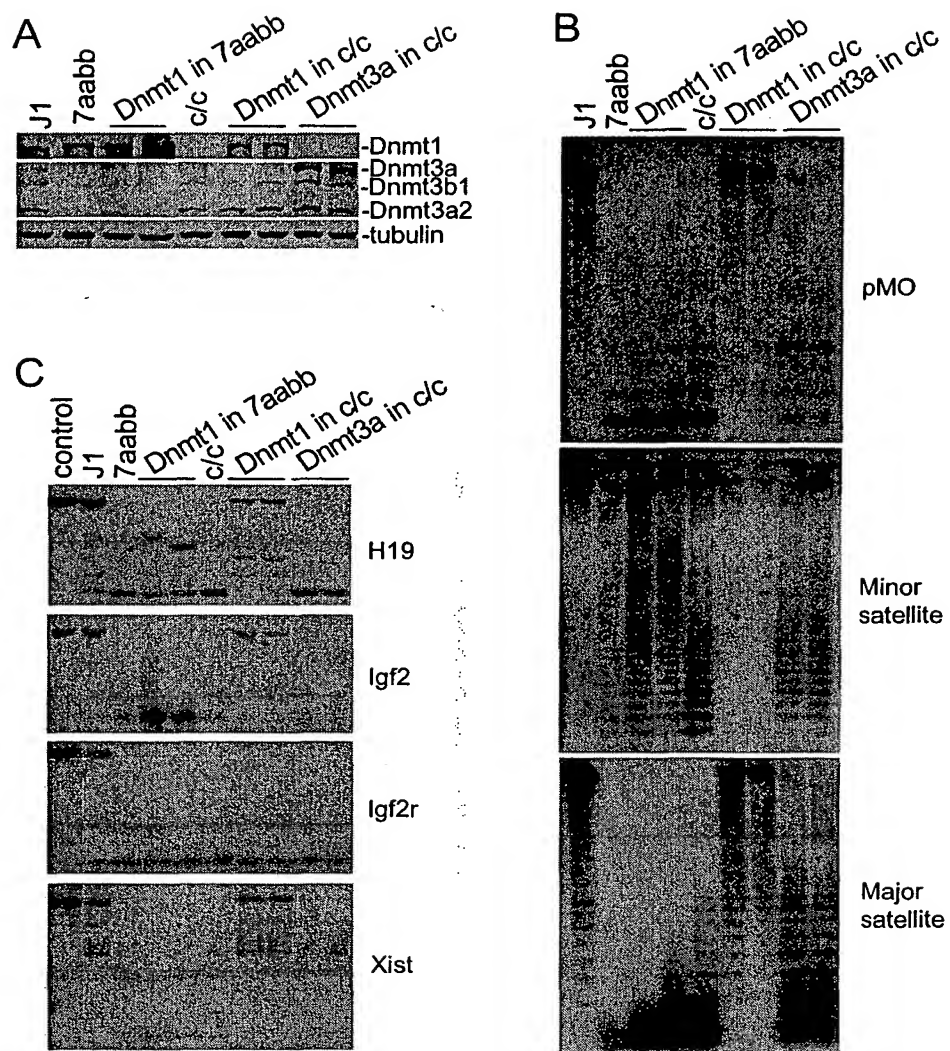 A
J1
7aabb
Dnmt1 in 7aabb
c/c
Dnmt1 in c/c
Dnmt3a in c/c
-Dnmt1
-Dnmt3a
-Dnmt3b1
-Dnmt3a2
-tubulin
B
J1
7aabb
Dnmt1 in 7aabb
c/c
Dnmt1 in c/c
Dnmt3a in c/c
pMO
Minor
satellite
Major
satellite
C
control
J1
7aabb
Dnmt1 in 7aabb
c/c
Dnmt1 in c/c
Dnmt3a in c/c
H19
Igf2
Igf2r
Xist